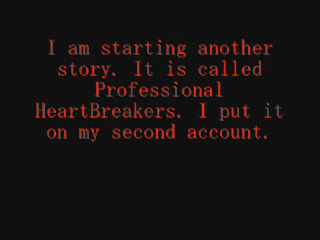 I am starting another
story. It is called
Professional
HeartBreakers. I put it
on my second account.